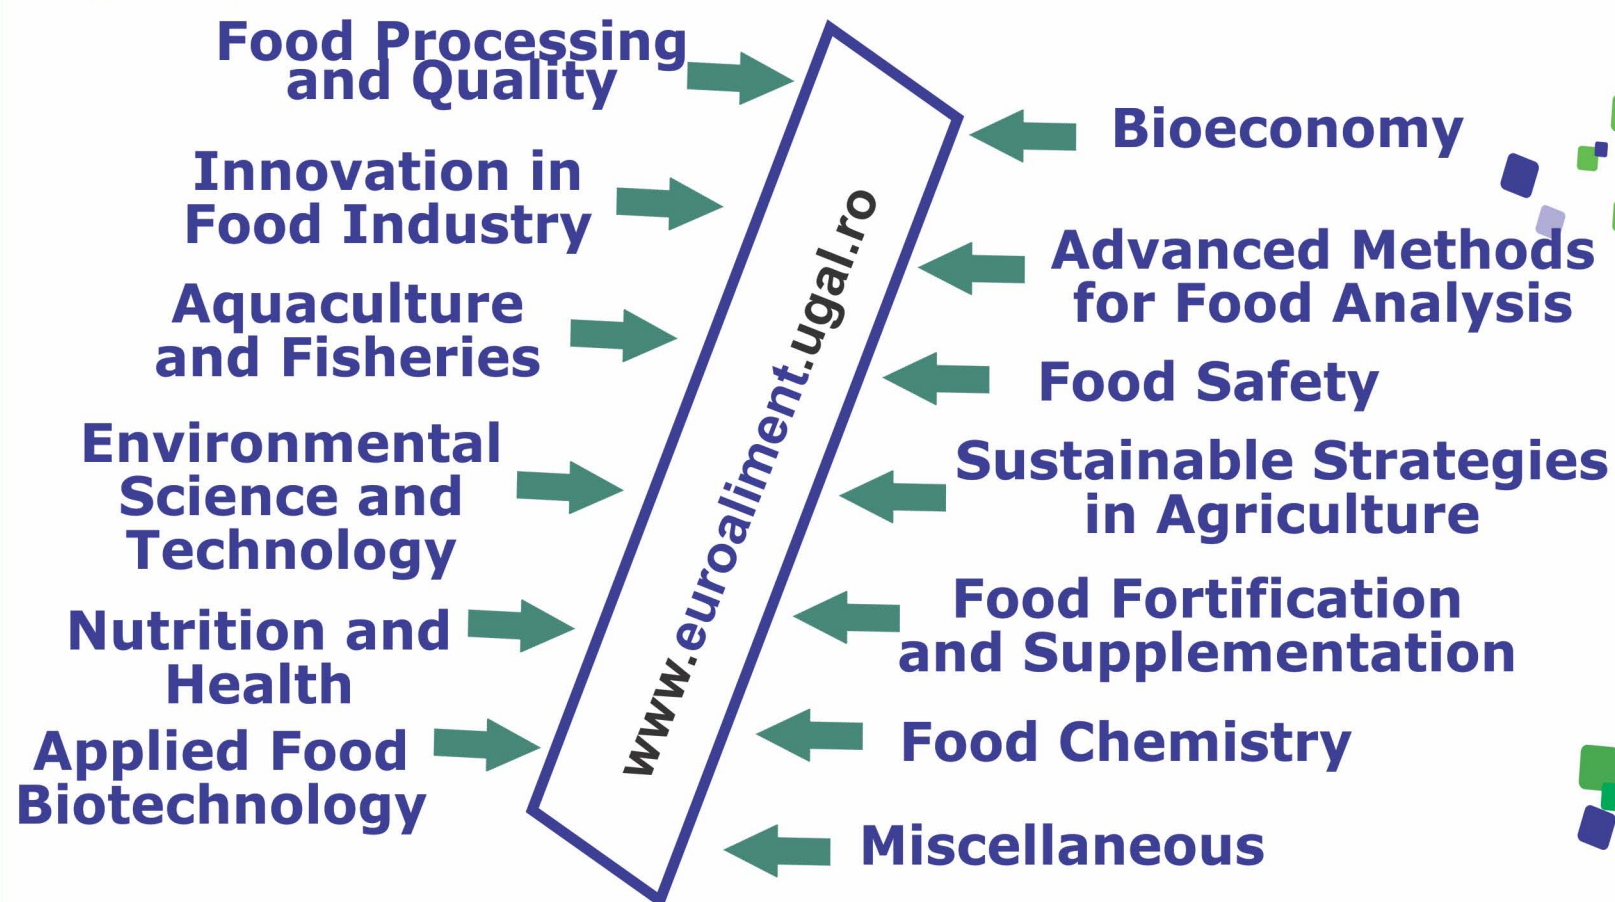 Food Processing
and Quality
Innovation in
Food Industry
Aquaculture
and Fisheries
Environmental
Science and
Technology
Nutrition and
Health
Applied Food
Biotechnology
www.euroaliment.ugal.ro
Bioeconomy
Advanced Methods
for Food Analysis
Food Safety
Sustainable Strategies
in Agriculture
Food Fortification
and Supplementation
Food Chemistry
Miscellaneous